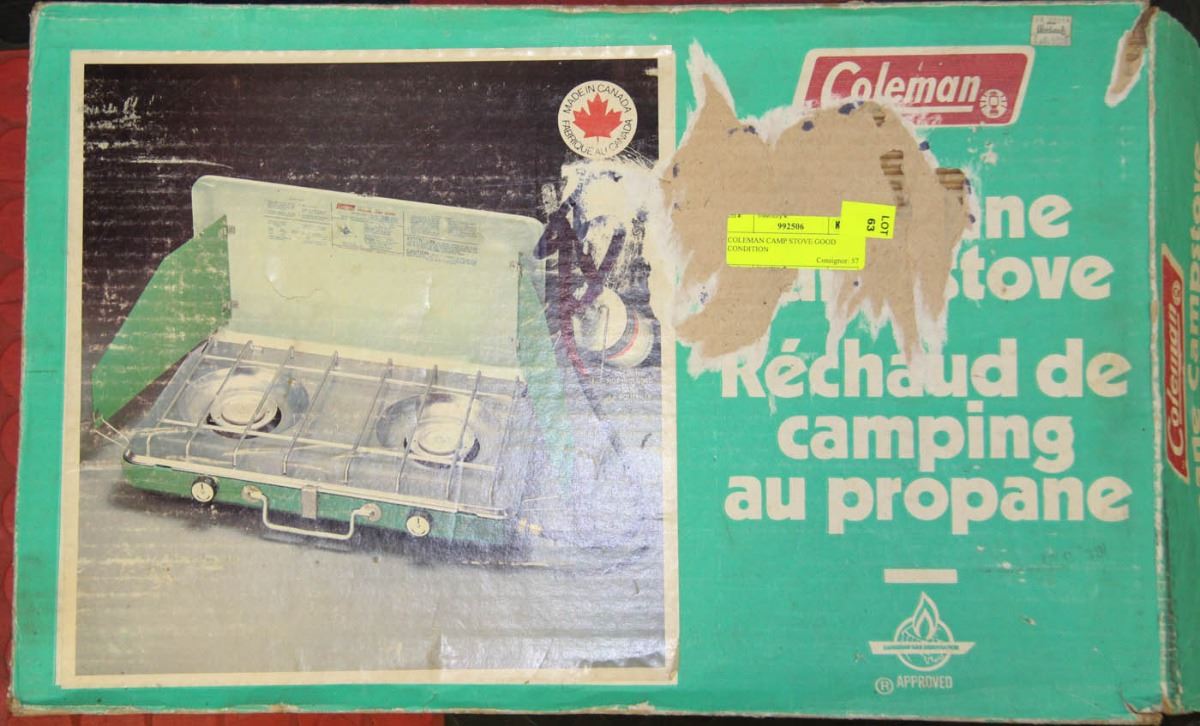 MADE IN CANADA
FABRIQUÉ AU CANADA
Coleman
ne
stove
Réchaud de
camping
au propane
992506
LOT
63
COLEMAN CAMP STOVE GOOD
CONDITION
Consignor: 57
® APPROVED
Coleman ®